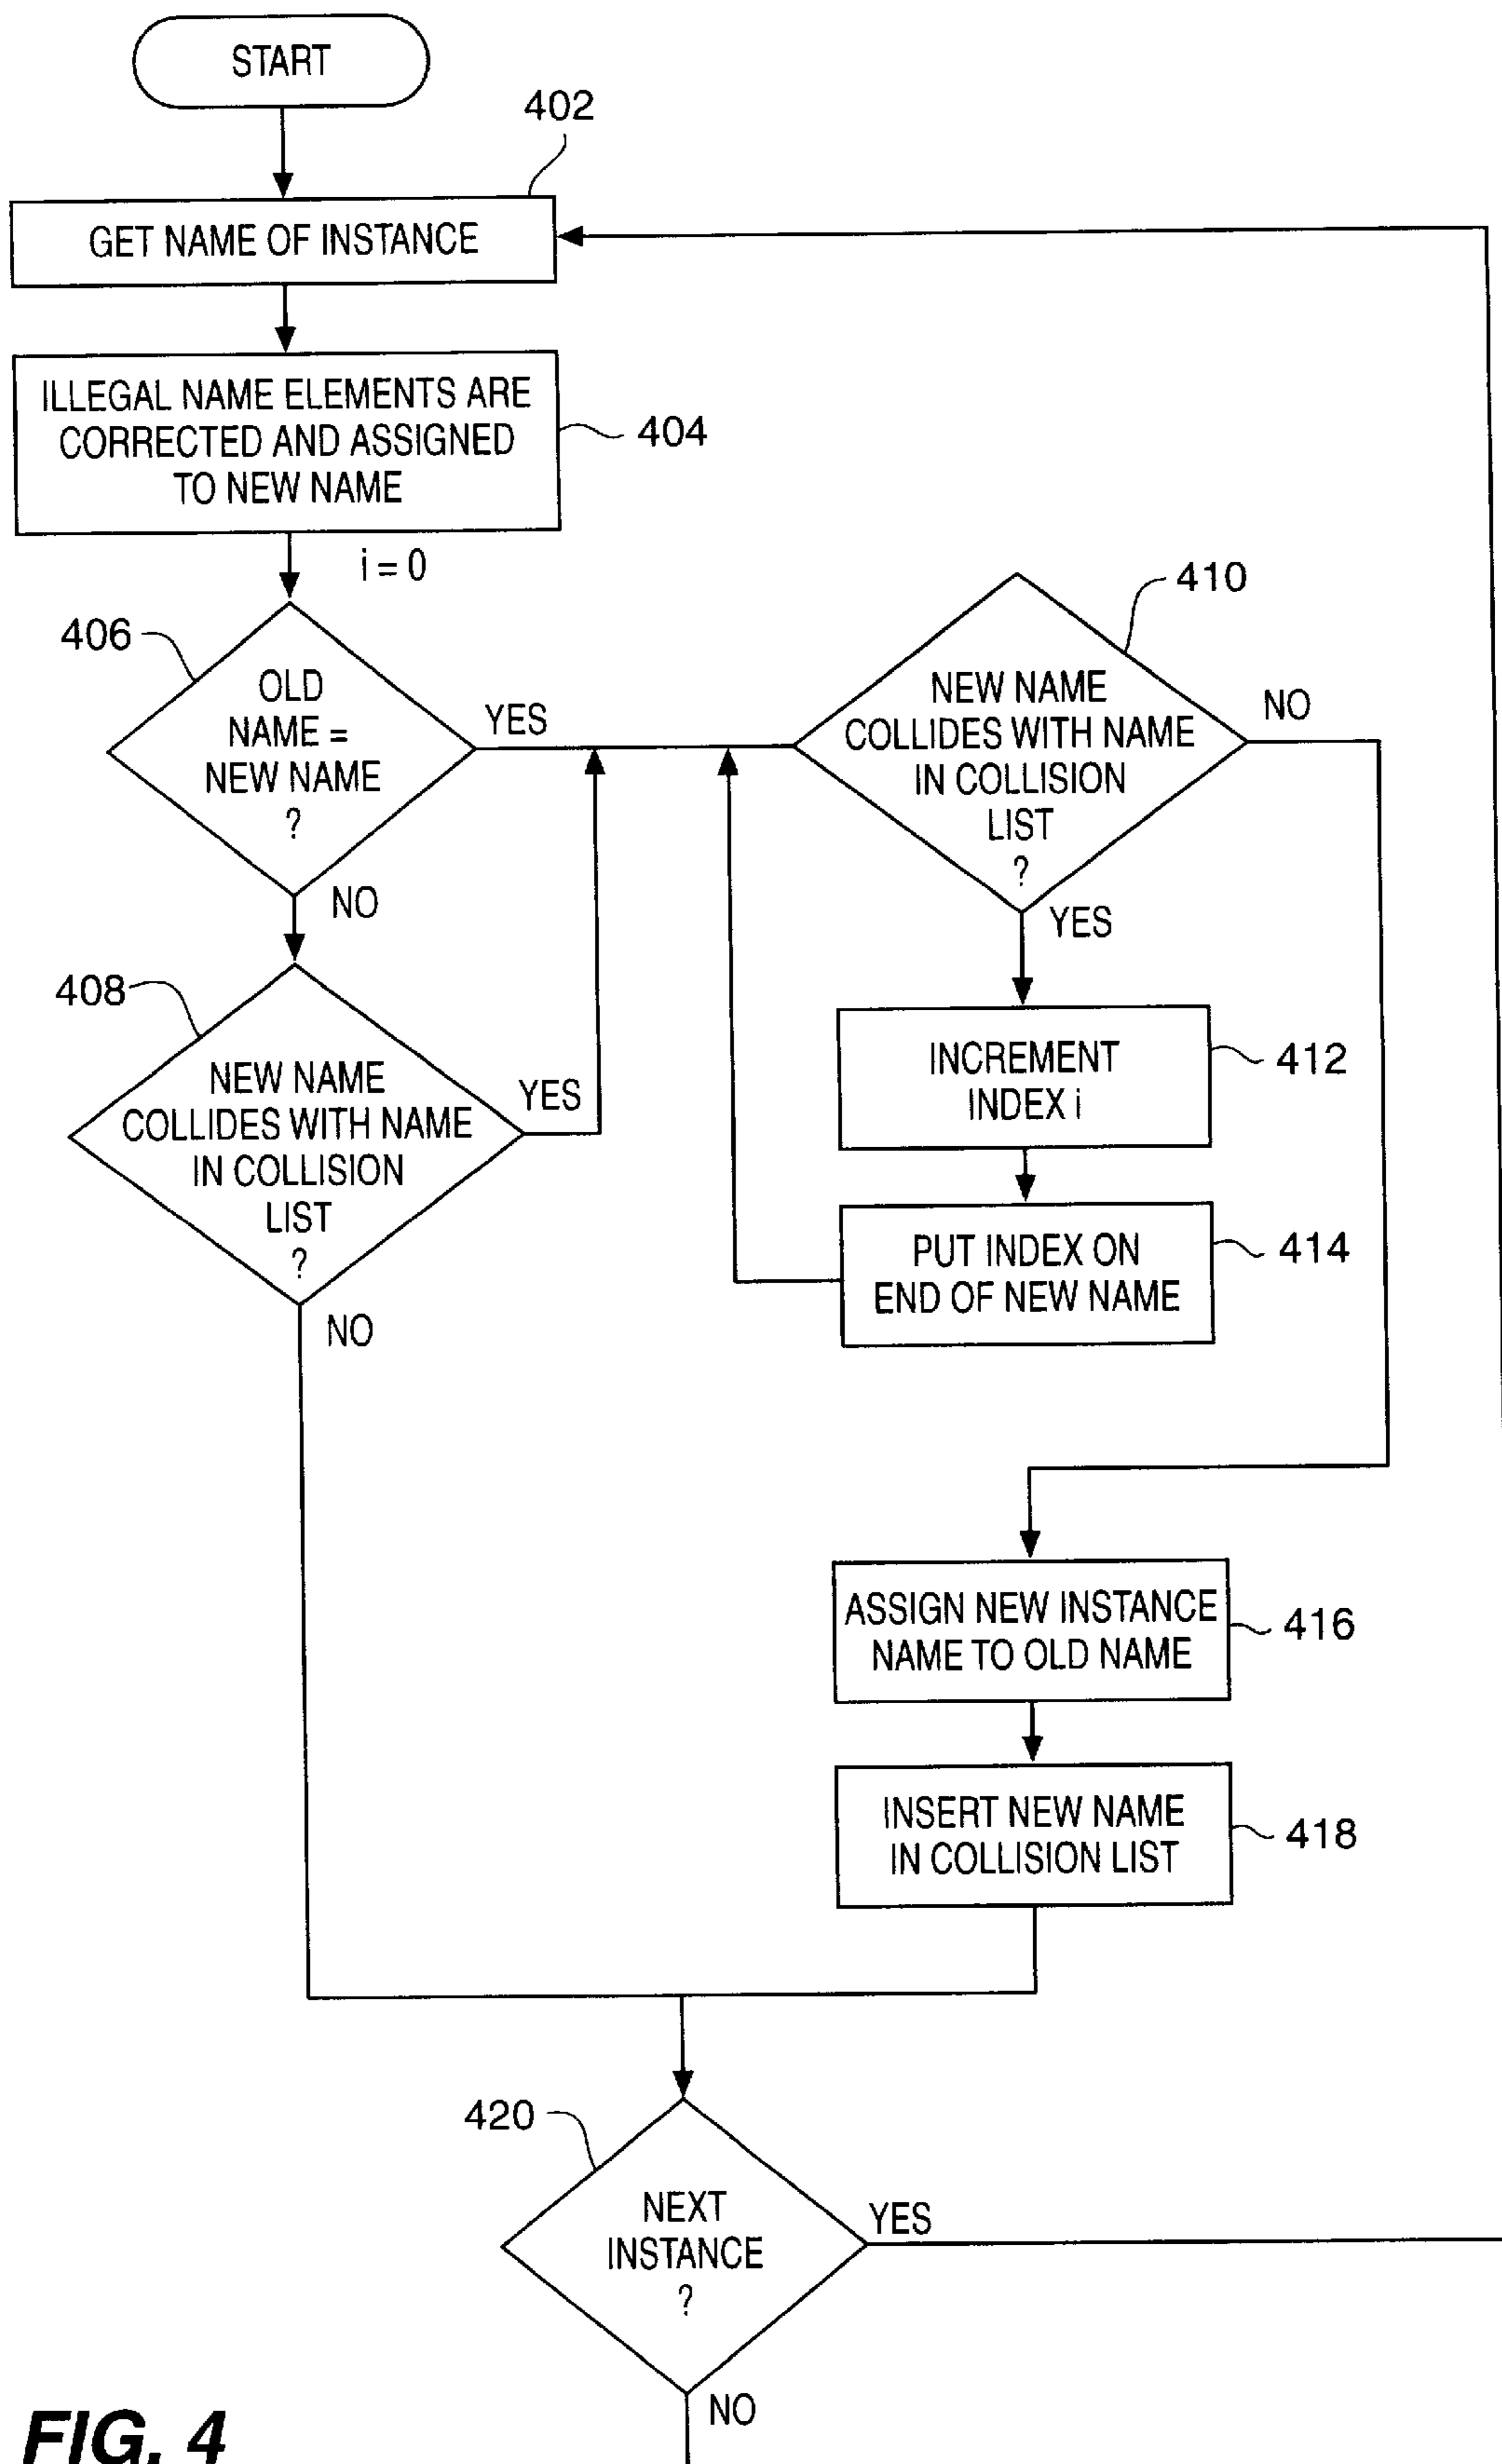 START
402
GET NAME OF INSTANCE
ILLEGAL NAME ELEMENTS ARE
CORRECTED AND ASSIGNED
TO NEW NAME
404
i = 0
406
OLD
NAME =
NEW NAME
?
YES
NO
410
NEW NAME
COLLIDES WITH NAME
IN COLLISION
LIST
?
NO
YES
408
NEW NAME
COLLIDES WITH NAME
IN COLLISION
LIST
?
YES
NO
INCREMENT
INDEX i
412
PUT INDEX ON
END OF NEW NAME
414
ASSIGN NEW INSTANCE
NAME TO OLD NAME
416
INSERT NEW NAME
IN COLLISION LIST
418
420
NEXT
INSTANCE
?
YES
NO
FIG. 4